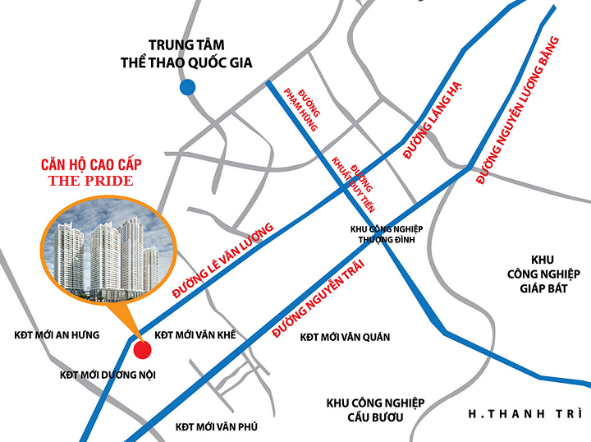 TRUNG TÂM
THỂ THAO QUỐC GIA
ĐƯỜNG
PHẠM HÙNG
ĐƯỜNG LÁNG HẠ
ĐƯỜNG NGUYÊN LƯƠNG BẰNG
CĂN HỘ CAO CẤP
THE PRIDE
ĐƯỜNG
KHUẤT DUY TIẾN
ĐƯỜNG LÊ VĂN LƯƠNG
KHU CÔNG NGHIỆP
THƯỢNG ĐÌNH
ĐƯỜNG NGUYÊN TRÃI
KHU
CÔNG NGHIỆP
GIÁP BÁT
KĐT MỚI AN HƯNG
KĐT MỚI VĂN KHÊ
KĐT MỚI VĂN QUÁN
KĐT MỚI DƯƠNG NỘI
KHU CÔNG NGHIỆP
CẦU BƯƠU
H.THANH TRÌ
KĐT MỚI VĂN PHÚ